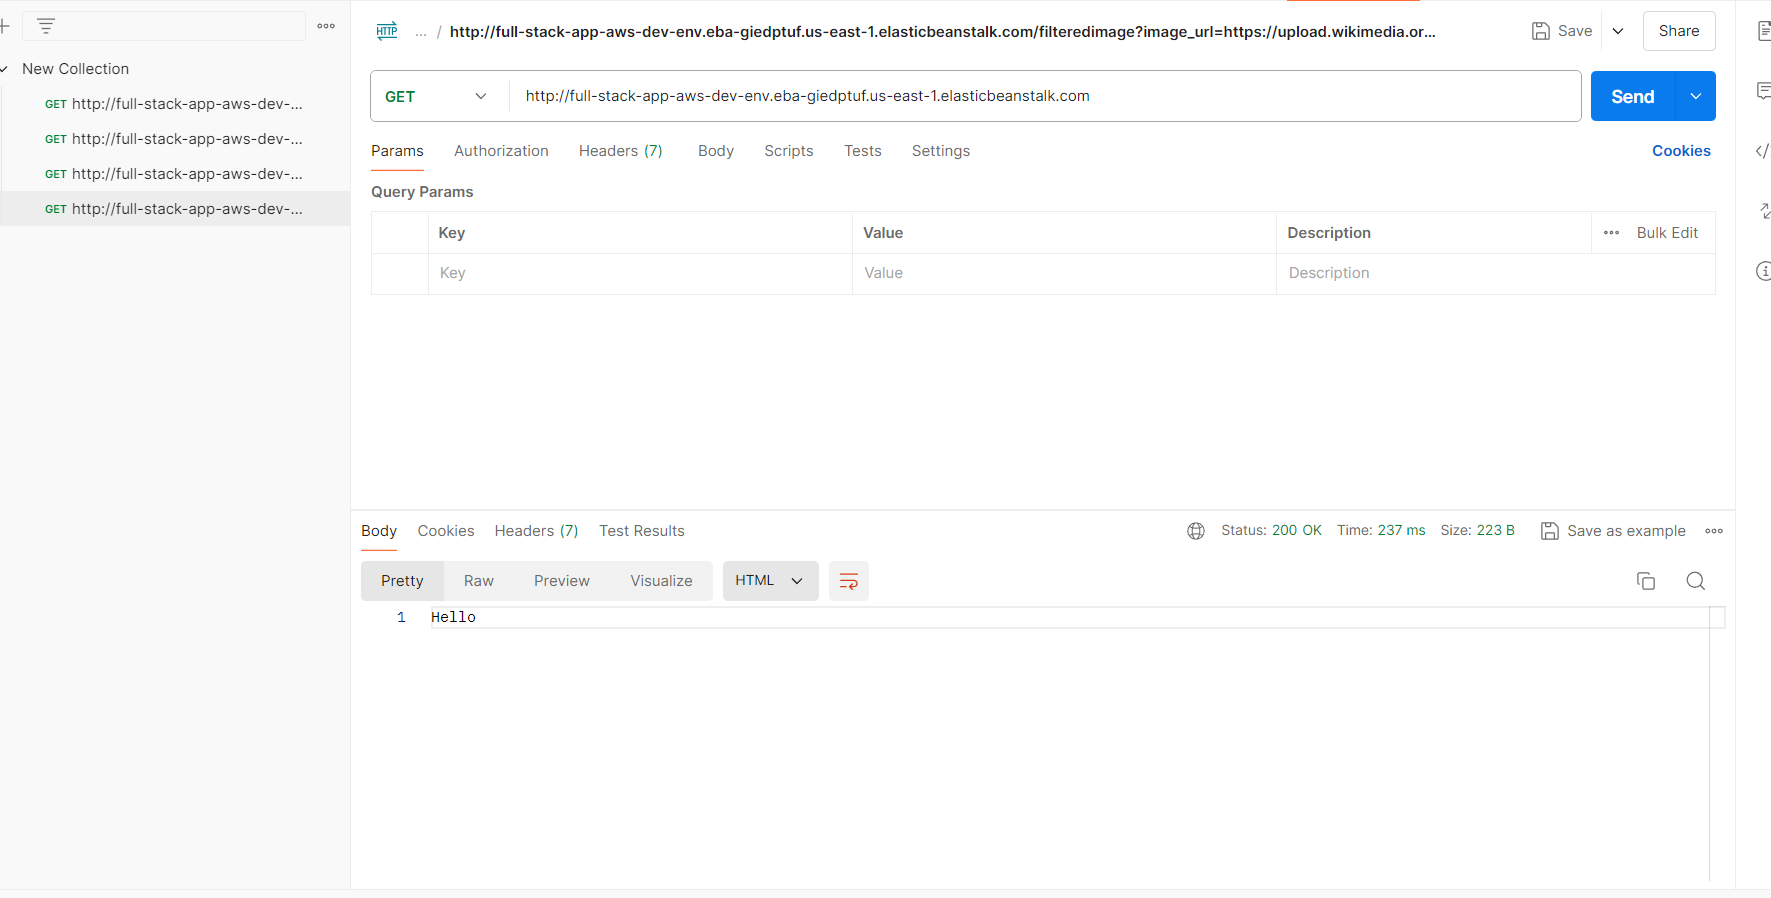 New Collection
GET http://full-stack-app-aws-dev-...
GET http://full-stack-app-aws-dev-...
GET http://full-stack-app-aws-dev-...
GET http://full-stack-app-aws-dev-...
HTTP ... / http://full-stack-app-aws-dev-env.eba-giedptuf.us-east-1.elasticbeanstalk.com/filteredimage?image_url=https://upload.wikimedia.or... Save Share
GET http://full-stack-app-aws-dev-env.eba-giedptuf.us-east-1.elasticbeanstalk.com Send
Params Authorization Headers (7) Body Scripts Tests Settings Cookies
Query Params
Key Value Description Bulk Edit
Key Value Description
Body Cookies Headers (7) Test Results Status: 200 OK Time: 237 ms Size: 223 B Save as example
Pretty Raw Preview Visualize HTML
1 Hello